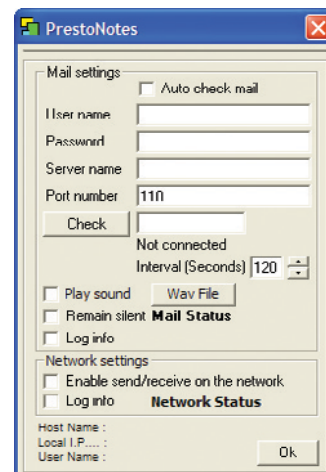 PrestoNotes
Mail settings
Auto check mail
User name
Password
Server name
Port number 110
Check
Not connected
Interval (Seconds) 120
Play sound Wav File
Remain silent Mail Status
Log info
Network settings
Enable send/receive on the network
Log info Network Status
Host Name :
Local I.P.... :
User Name :
Ok